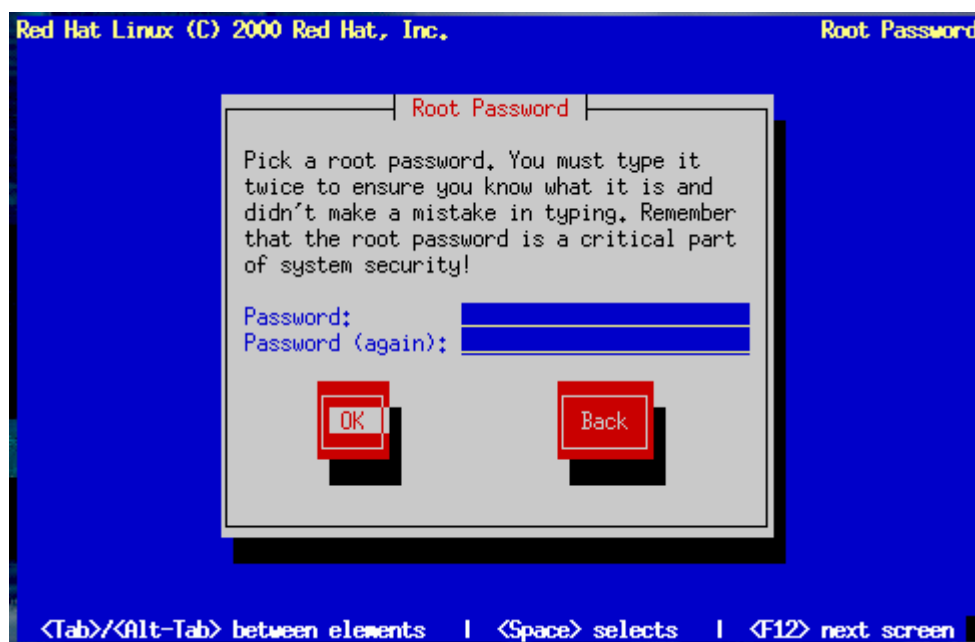 Red Hat Linux (C) 2000 Red Hat, Inc. Root Password
Root Password
Pick a root password. You must type it
twice to ensure you know what it is and
didn't make a mistake in typing. Remember
that the root password is a critical part
of system security!
Password:
Password (again):
OK Back
<Tab>/<Alt-Tab> between elements | <Space> selects | <F12> next screen